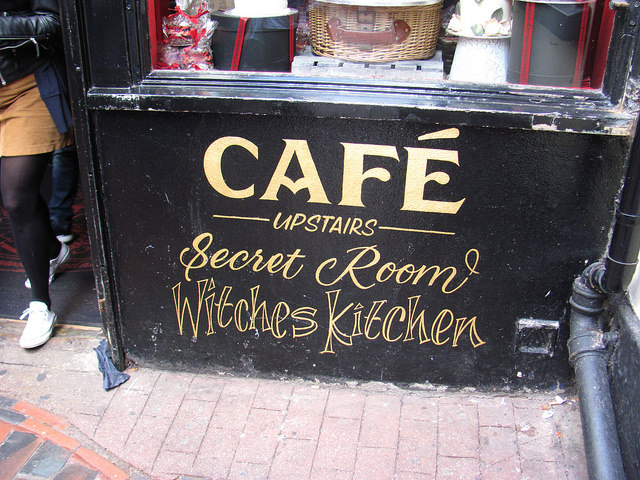 CAFÉ
UPSTAIRS
Secret Room
Witches Kitchen